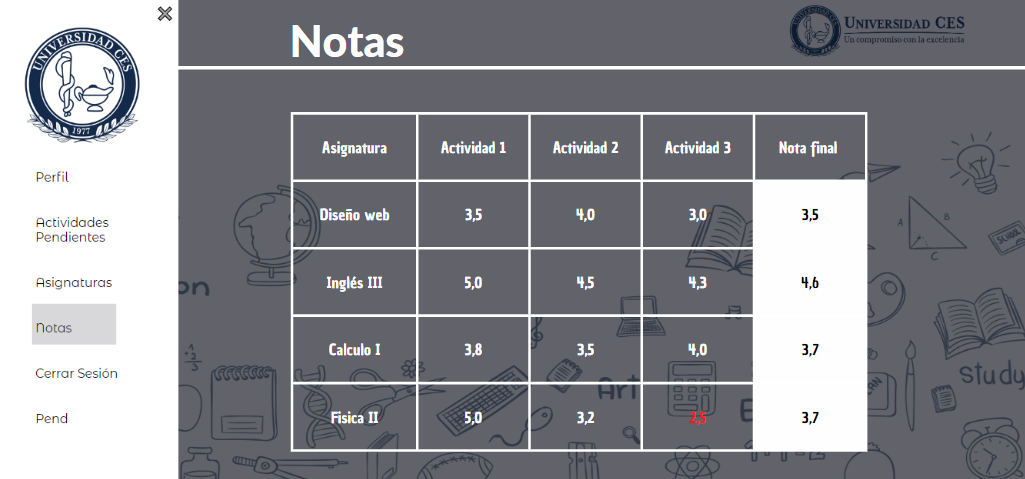 UNIVERSIDAD CES
1977
Perfil
Actividades
Pendientes
Asignaturas
Notas
Cerrar Sesión
Pend
Notas
UNIVERSIDAD CES
Un compromiso con la excelencia
Asignatura Actividad 1 Actividad 2 Actividad 3 Nota final
Diseño web 3,5 4,0 3,0 3,5
Inglés III 5,0 4,5 4,3 4,6
Calculo I 3,8 3,5 4,0 3,7
Fisica II 5,0 3,2 2,5 3,7
A
B
C
SCHOOL
Art
study